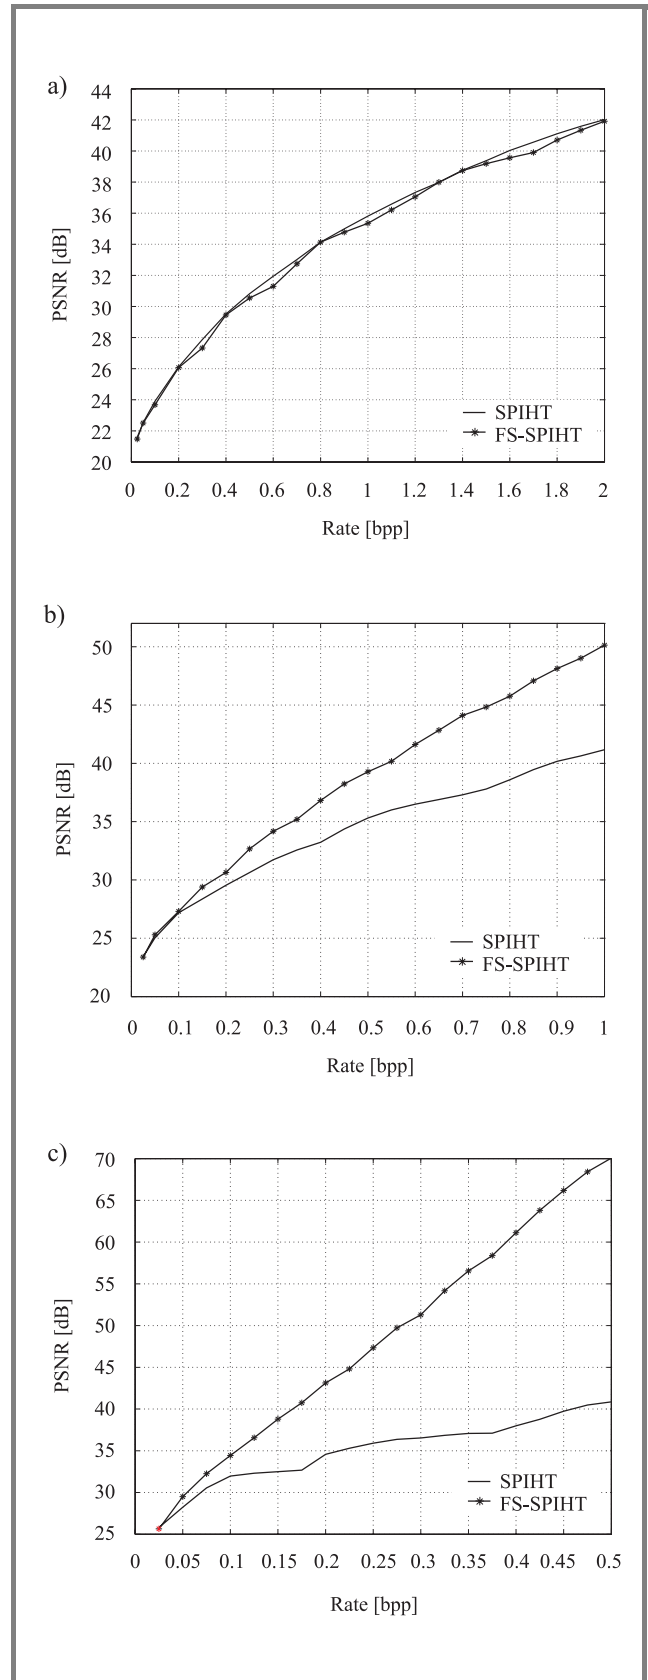 a)
44
42
40
38
36
34
32
30
28
26
24
22
20
PSNR [dB]
SPIHT
FS-SPIHT
0 0.2 0.4 0.6 0.8 1 1.2 1.4 1.6 1.8 2
Rate [bpp]
b)
50
45
40
35
30
25
20
PSNR [dB]
SPIHT
FS-SPIHT
0 0.1 0.2 0.3 0.4 0.5 0.6 0.7 0.8 0.9 1
Rate [bpp]
c)
70
65
60
55
50
45
40
35
30
25
PSNR [dB]
SPIHT
FS-SPIHT
0 0.05 0.1 0.15 0.2 0.25 0.3 0.35 0.4 0.45 0.5
Rate [bpp]